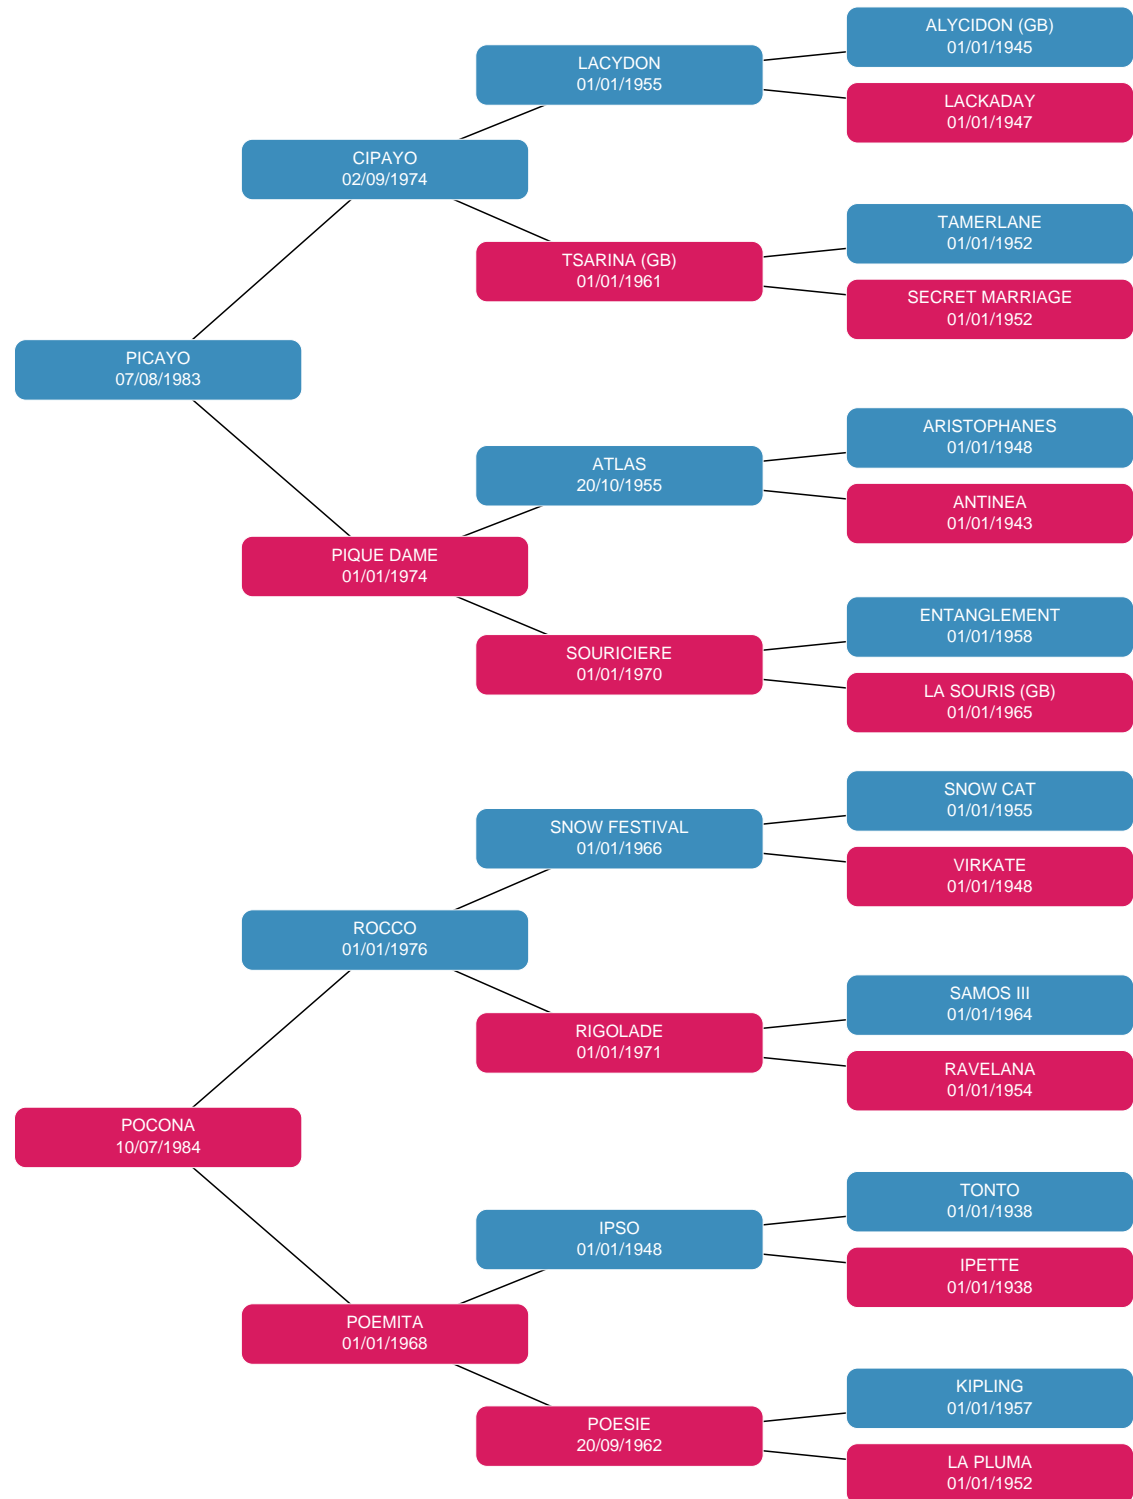 ALYCIDON (GB)
01/01/1945
LACYDON
01/01/1955
LACKADAY
01/01/1947
CIPAYO
02/09/1974
TAMERLANE
01/01/1952
TSARINA (GB)
01/01/1961
SECRET MARRIAGE
01/01/1952
PICAYO
07/08/1983
ARISTOPHANES
01/01/1948
ATLAS
20/10/1955
ANTINEA
01/01/1943
PIQUE DAME
01/01/1974
ENTANGLEMENT
01/01/1958
SOURICIERE
01/01/1970
LA SOURIS (GB)
01/01/1965
SNOW CAT
01/01/1955
SNOW FESTIVAL
01/01/1966
VIRKATE
01/01/1948
ROCCO
01/01/1976
SAMOS III
01/01/1964
RIGOLADE
01/01/1971
RAVELANA
01/01/1954
POCONA
10/07/1984
TONTO
01/01/1938
IPSO
01/01/1948
IPETTE
01/01/1938
POEMITA
01/01/1968
KIPLING
01/01/1957
POESIE
20/09/1962
LA PLUMA
01/01/1952